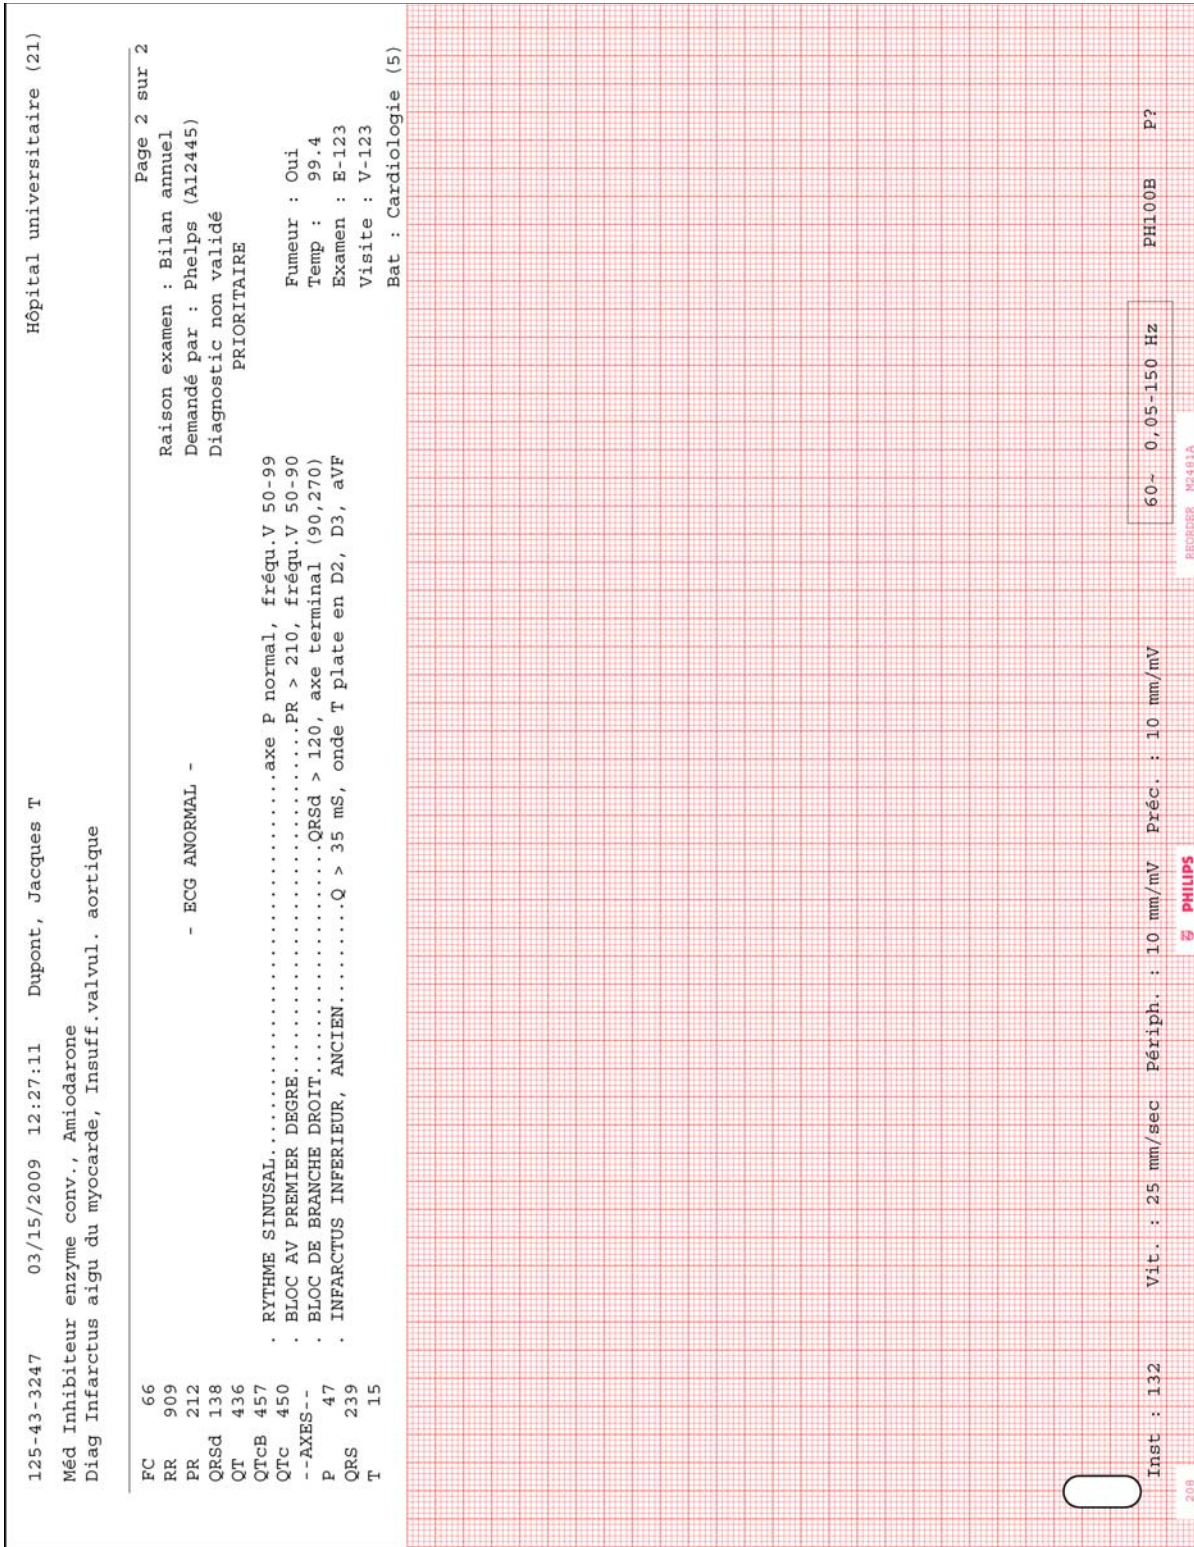 125-43-3247 03/15/2009 12:27:11 Dupont, Jacques T Hôpital universitaire (21)
Méd Inhibiteur enzyme conv., Amiodarone
Diag Infarctus aigu du myocarde, Insuff.valvul. aortique
Page 2 sur 2
FC 66
RR 909
PR 212
QRSd 138
QT 436
QTcB 457
QTc 450
--AXES--
P 47
QRS 239
T 15
- ECG ANORMAL -
. RYTHME SINUSAL...........................................axe P normal, fréqu.V 50-99
. BLOC AV PREMIER DEGRE......................................PR > 210, fréqu.V 50-90
. BLOC DE BRANCHE DROIT......................QRSd > 120, axe terminal (90,270)
. INFARCTUS INFERIEUR, ANCIEN.........Q > 35 mS, onde T plate en D2, D3, aVF
Raison examen : Bilan annuel
Demandé par : Phelps (A12445)
Diagnostic non validé
PRIORITAIRE
Fumeur : Oui
Temp : 99.4
Examen : E-123
Visite : V-123
Bat : Cardiologie (5)
Inst : 132 Vit. : 25 mm/sec Périph. : 10 mm/mV Préc. : 10 mm/mV 60~ 0,05-150 Hz PH100B P?
208 PHILIPS REORDER M2481A